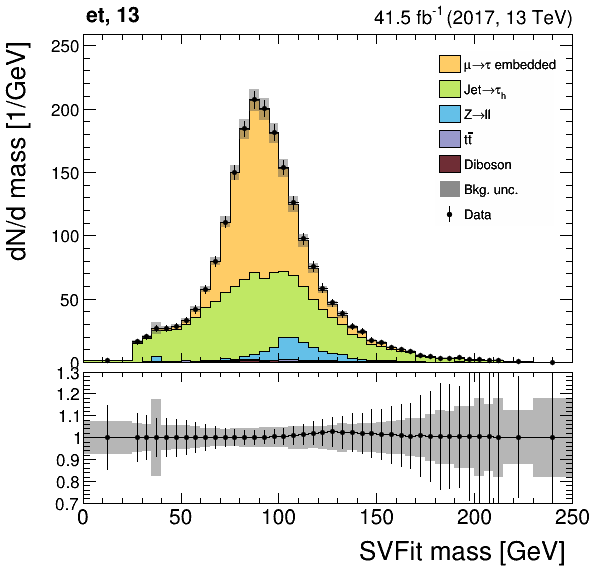 et, 13
41.5 fb⁻¹ (2017, 13 TeV)
dN/d mass [1/GeV]
250
200
150
100
50
0
μ→τ embedded
Jet→τₕ
Z→ll
tt̄
Diboson
Bkg. unc.
Data
1.3
1.2
1.1
1
0.9
0.8
0.7
0 50 100 150 200 250
SVFit mass [GeV]